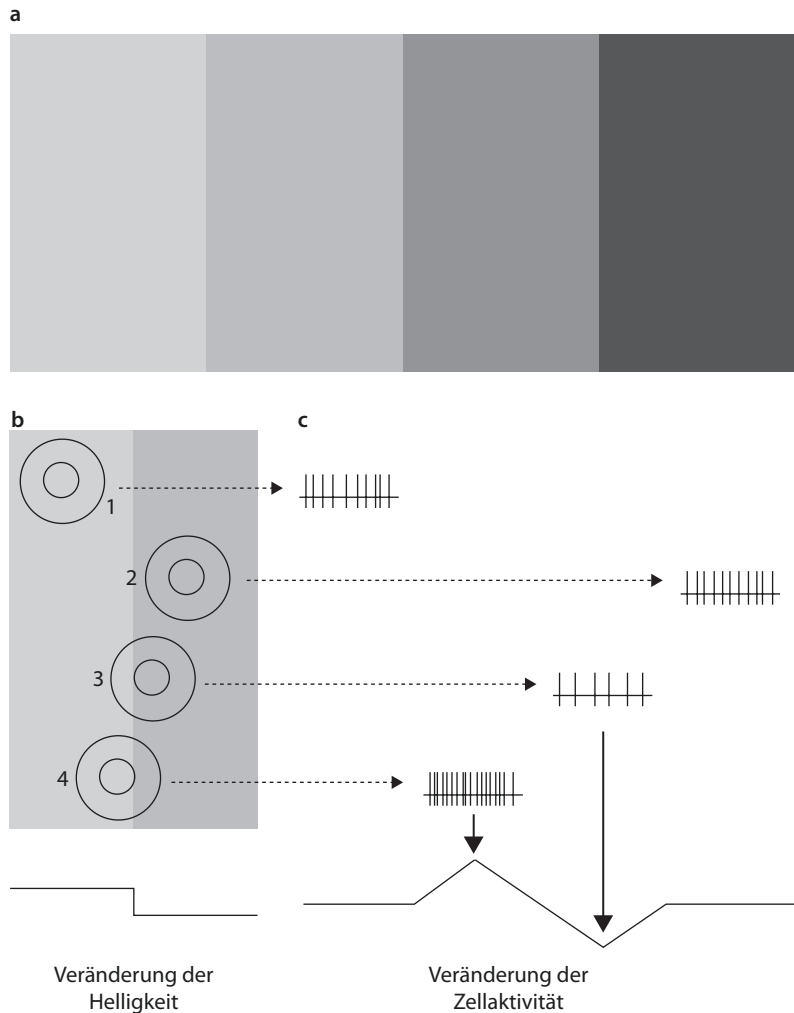 a
b
c
1
2
3
4
Veränderung der
Helligkeit
Veränderung der
Zellaktivität